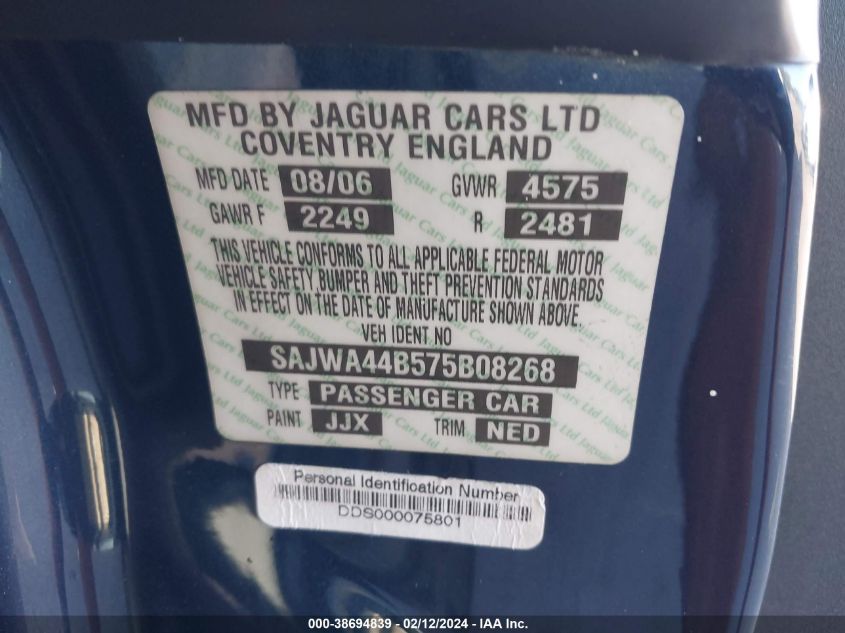 MFD BY JAGUAR CARS LTD
COVENTRY ENGLAND
MFD DATE 08/06 GVWR 4575
GAWR F 2249 R 2481
THIS VEHICLE CONFORMS TO ALL APPLICABLE FEDERAL MOTOR
VEHICLE SAFETY, BUMPER AND THEFT PREVENTION STANDARDS
IN EFFECT ON THE DATE OF MANUFACTURE SHOWN ABOVE.
VEH IDENT NO
SAJWA44B575B08268
TYPE PASSENGER CAR
PAINT JJX TRIM NED
Personal Identification Number
DDS000075801
000-38694839 - 02/12/2024 - IAA Inc.